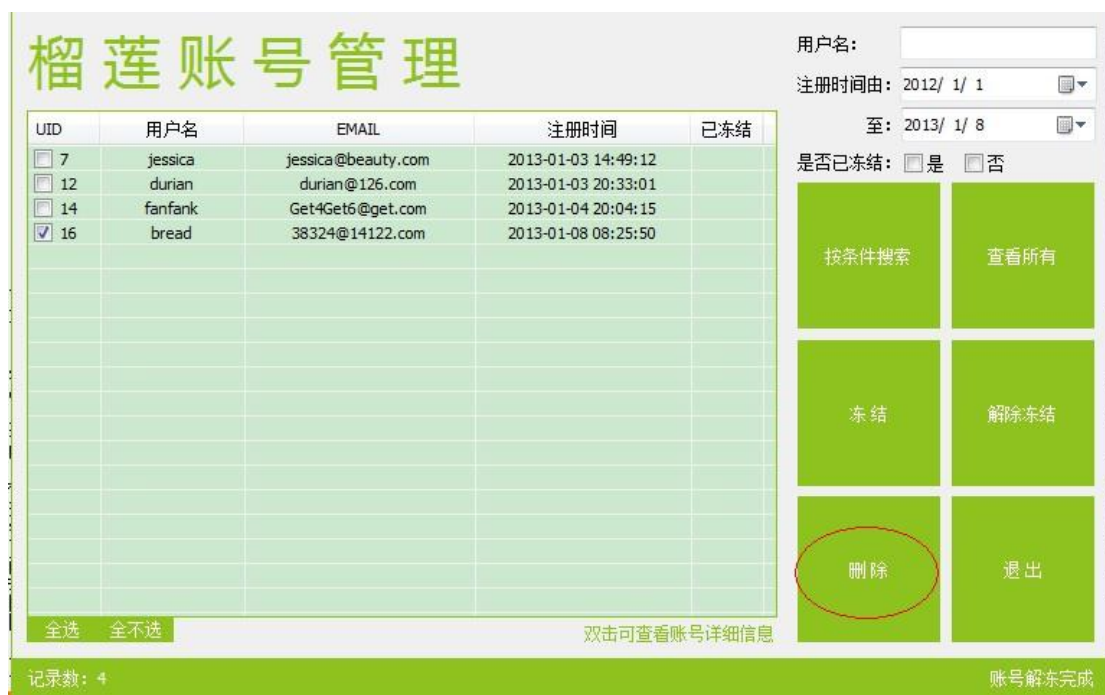 榴莲账号管理
用户名：
注册时间由：2012/ 1/ 1
至：2013/ 1/ 8
是否已冻结：是 否
UID 用户名 EMAIL 注册时间 已冻结
7 jessica jessica@beauty.com 2013-01-03 14:49:12
12 durian durian@126.com 2013-01-03 20:33:01
14 fanfank Get4Get6@get.com 2013-01-04 20:04:15
16 bread 38324@14122.com 2013-01-08 08:25:50
按条件搜索 查看所有
冻 结 解除冻结
删 除 退 出
全选 全不选 双击可查看账号详细信息
记录数：4 账号解冻完成